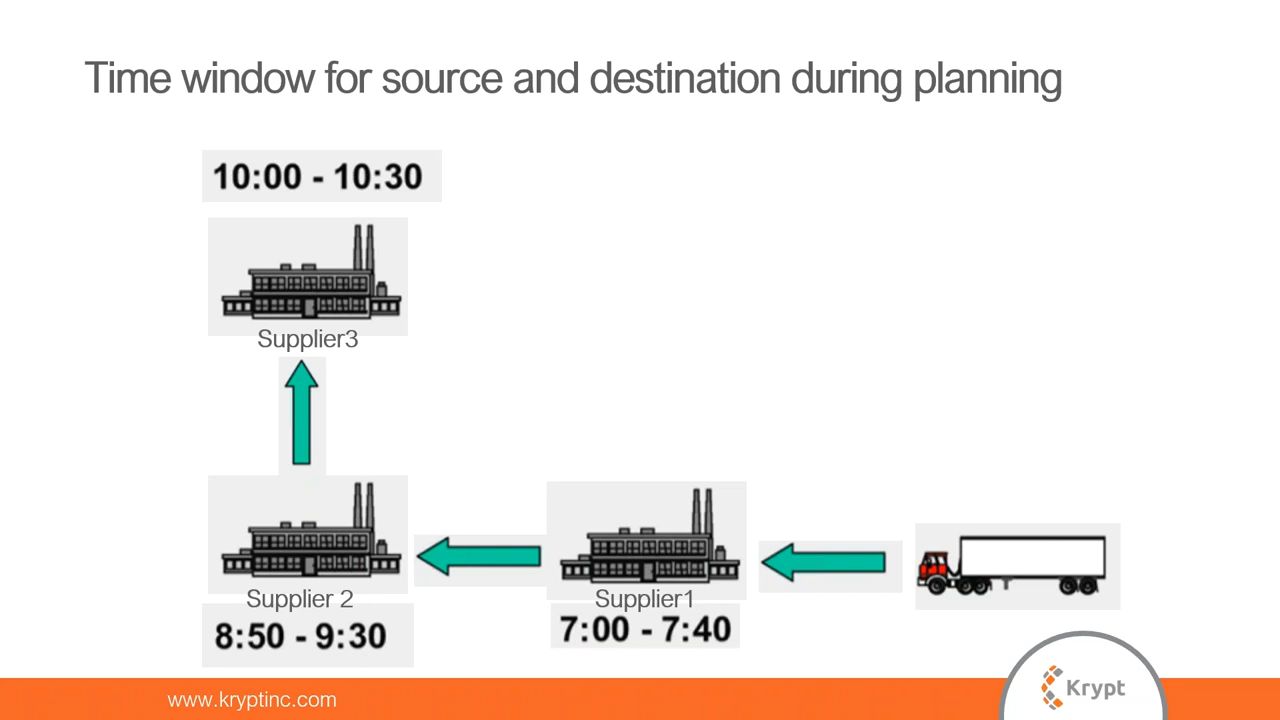 Time window for source and destination during planning
10:00 - 10:30
Supplier3
Supplier 2
8:50 - 9:30
Supplier1
7:00 - 7:40
www.kryptinc.com
Krypt